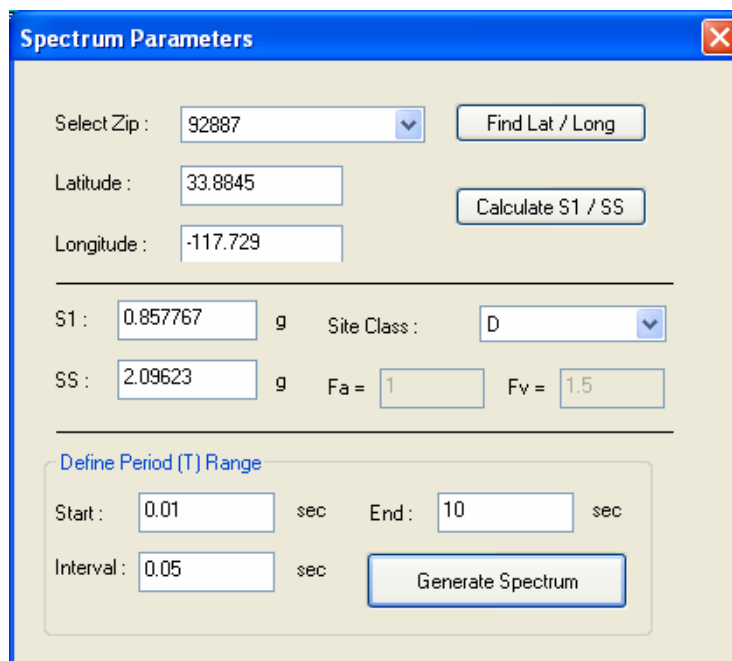 Spectrum Parameters
Select Zip : 92887 Find Lat / Long
Latitude : 33.8845
Calculate S1 / SS
Longitude : -117.729
S1 : 0.857767 g Site Class : D
SS : 2.09623 g Fa = 1 Fv = 1.5
Define Period (T) Range
Start : 0.01 sec End : 10 sec
Interval : 0.05 sec Generate Spectrum